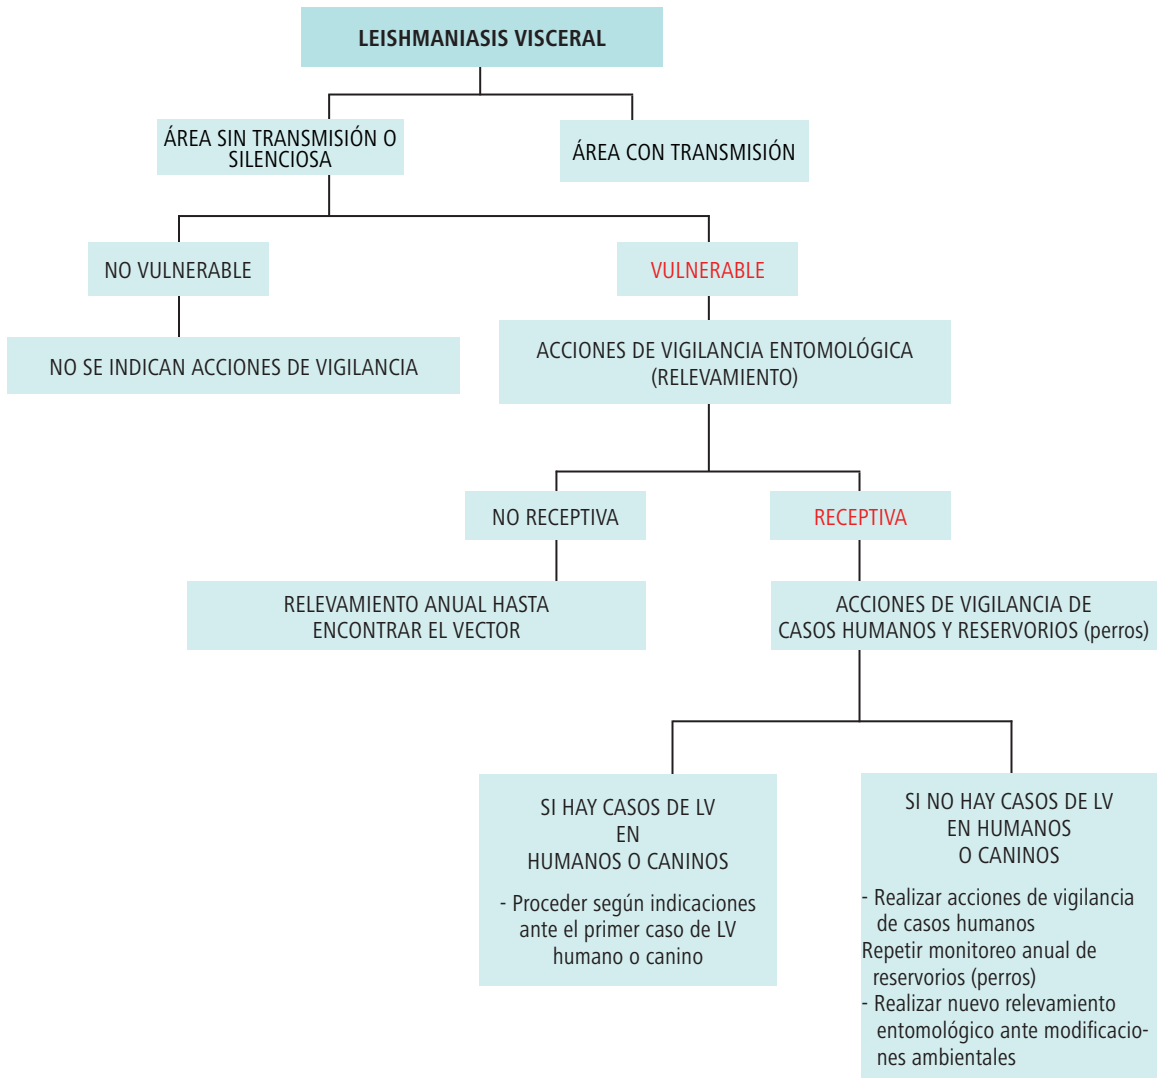 LEISHMANIASIS VISCERAL
ÁREA SIN TRANSMISIÓN O
SILENCIOSA
ÁREA CON TRANSMISIÓN
NO VULNERABLE
VULNERABLE
NO SE INDICAN ACCIONES DE VIGILANCIA
ACCIONES DE VIGILANCIA ENTOMOLÓGICA
(RELEVAMIENTO)
NO RECEPTIVA
RECEPTIVA
RELEVAMIENTO ANUAL HASTA
ENCONTRAR EL VECTOR
ACCIONES DE VIGILANCIA DE
CASOS HUMANOS Y RESERVORIOS (perros)
SI HAY CASOS DE LV
EN
HUMANOS O CANINOS
- Proceder según indicaciones
ante el primer caso de LV
humano o canino
SI NO HAY CASOS DE LV
EN HUMANOS
O CANINOS
- Realizar acciones de vigilancia
de casos humanos
Repetir monitoreo anual de
reservorios (perros)
- Realizar nuevo relevamiento
entomológico ante modificacio-
nes ambientales